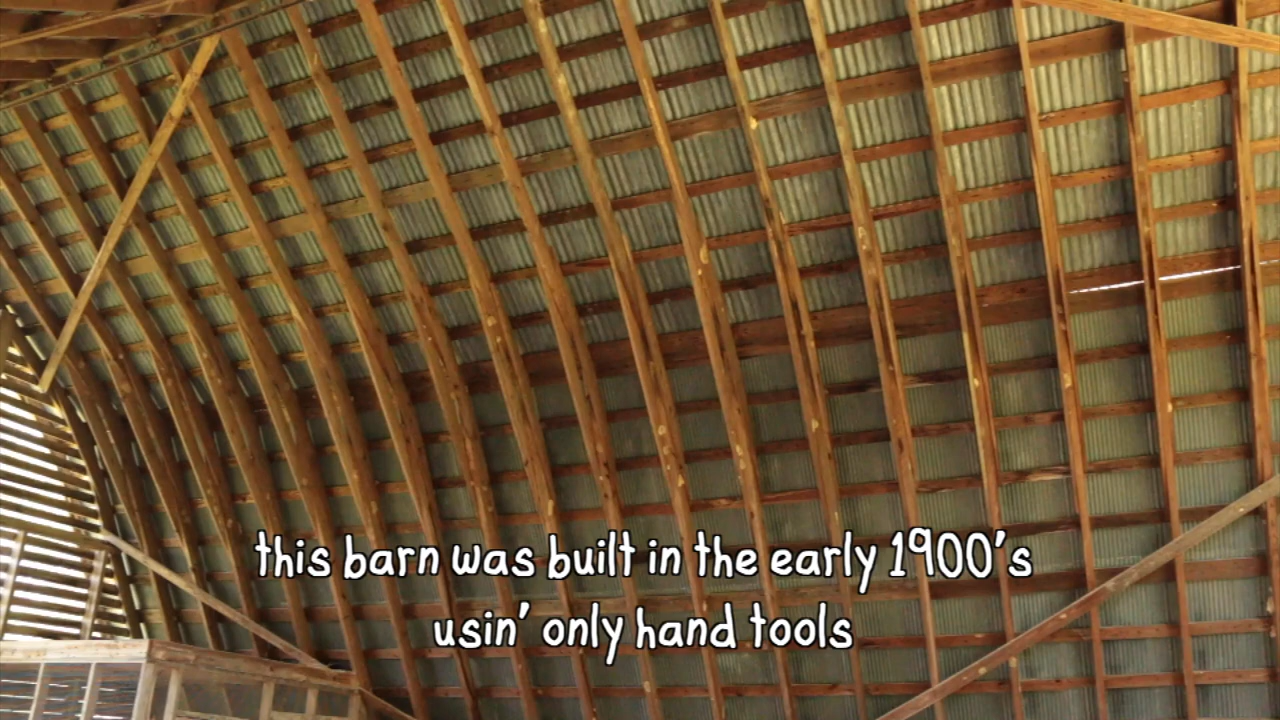 this barn was built in the early 1900's
usin' only hand tools